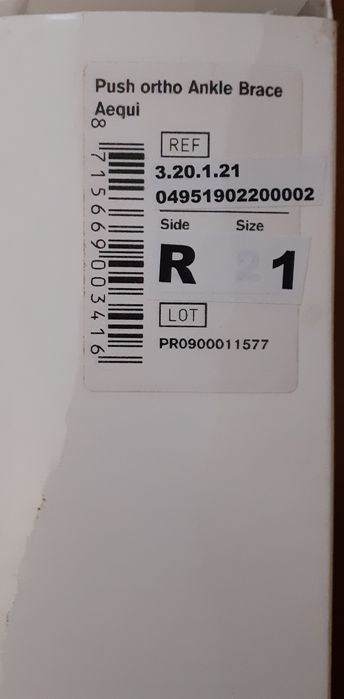 Push ortho Ankle Brace
Aequi
REF
3.20.1.21
04951902200002
Side Size
R 1
LOT
PR0900011577
8 715669 003416